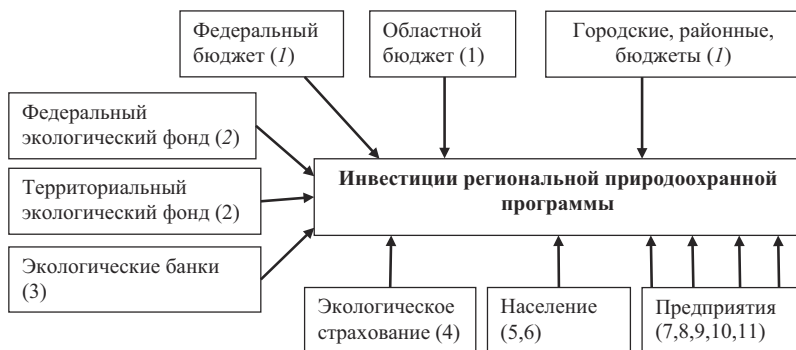 Федеральный
бюджет (1)
Областной
бюджет (1)
Городские, районные,
бюджеты (1)
Федеральный
экологический фонд (2)
Территориальный
экологический фонд (2)
Экологические банки
(3)
Инвестиции региональной природоохранной
программы
Экологическое
страхование (4)
Население
(5,6)
Предприятия
(7,8,9,10,11)